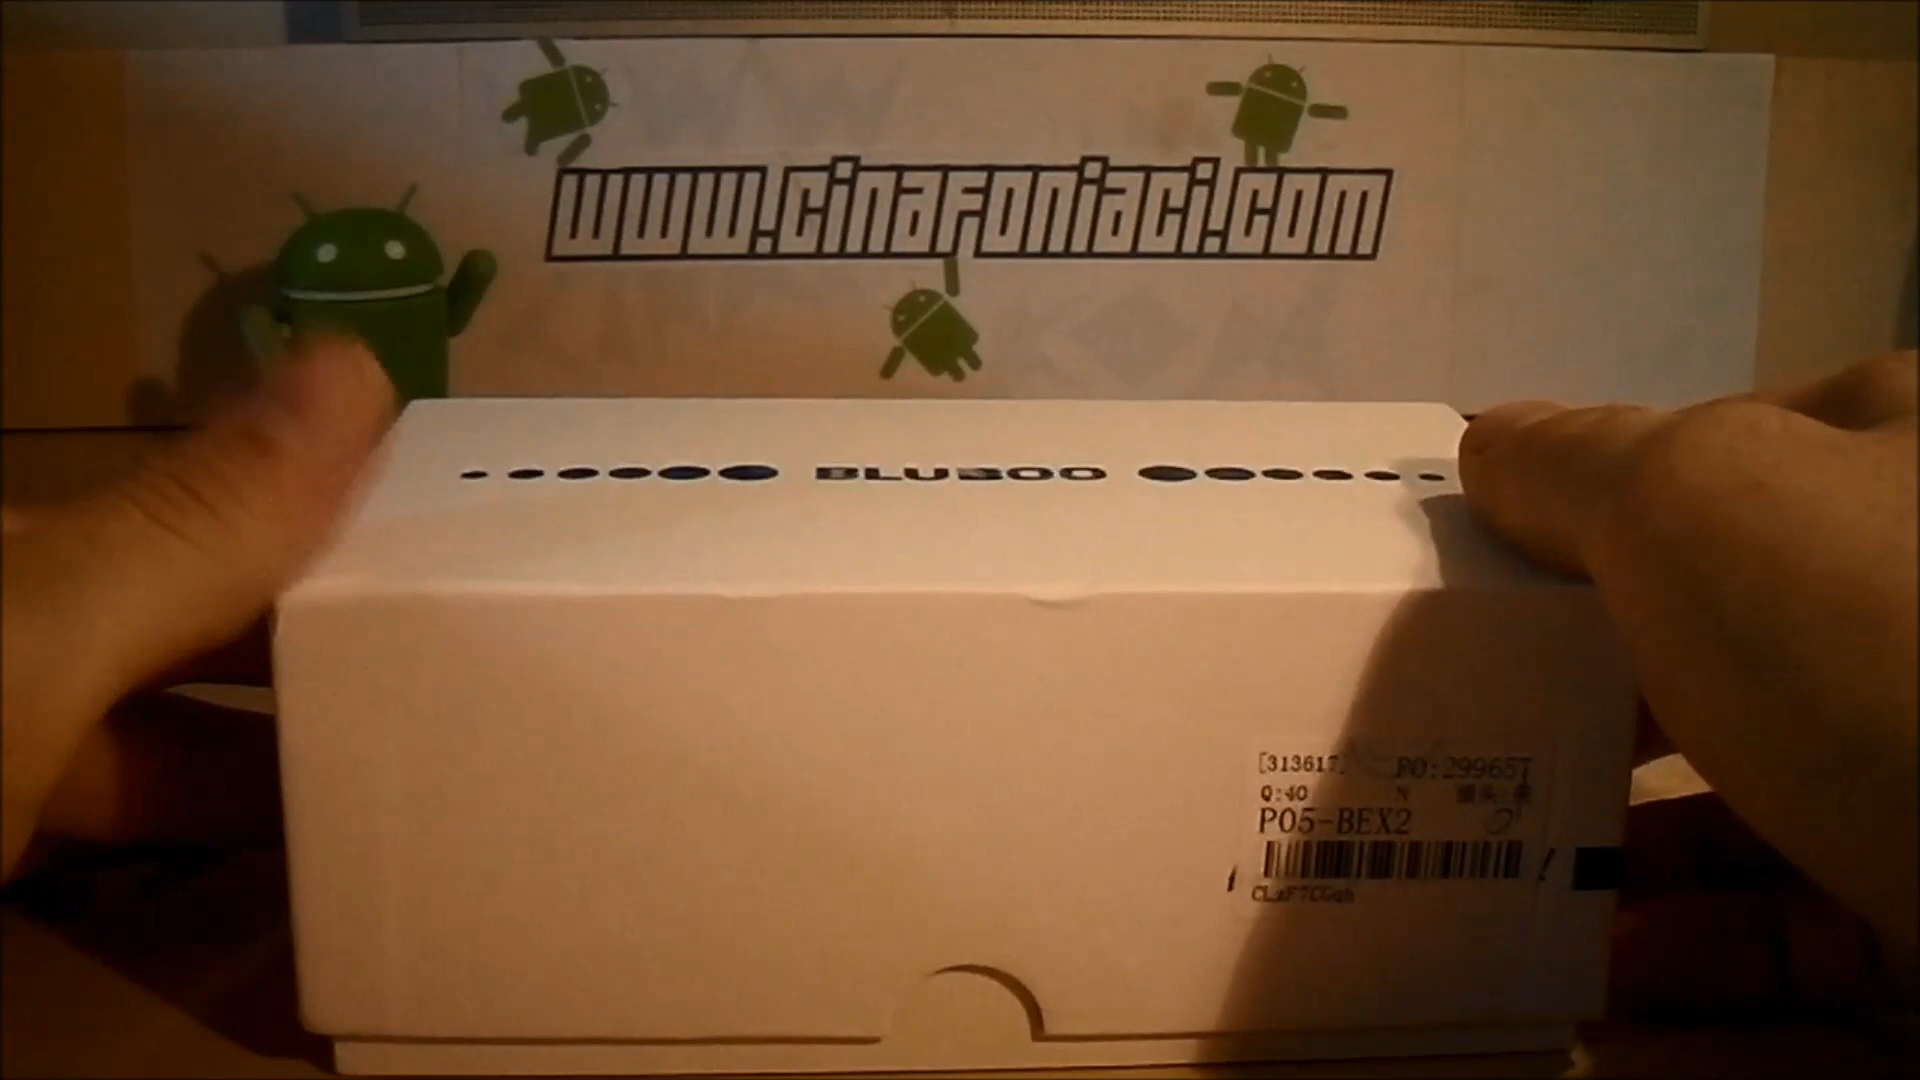 www.cinafoniaci.com
BLUBOO
[313617] PO:299657
Q:40 N
P05-BEX2